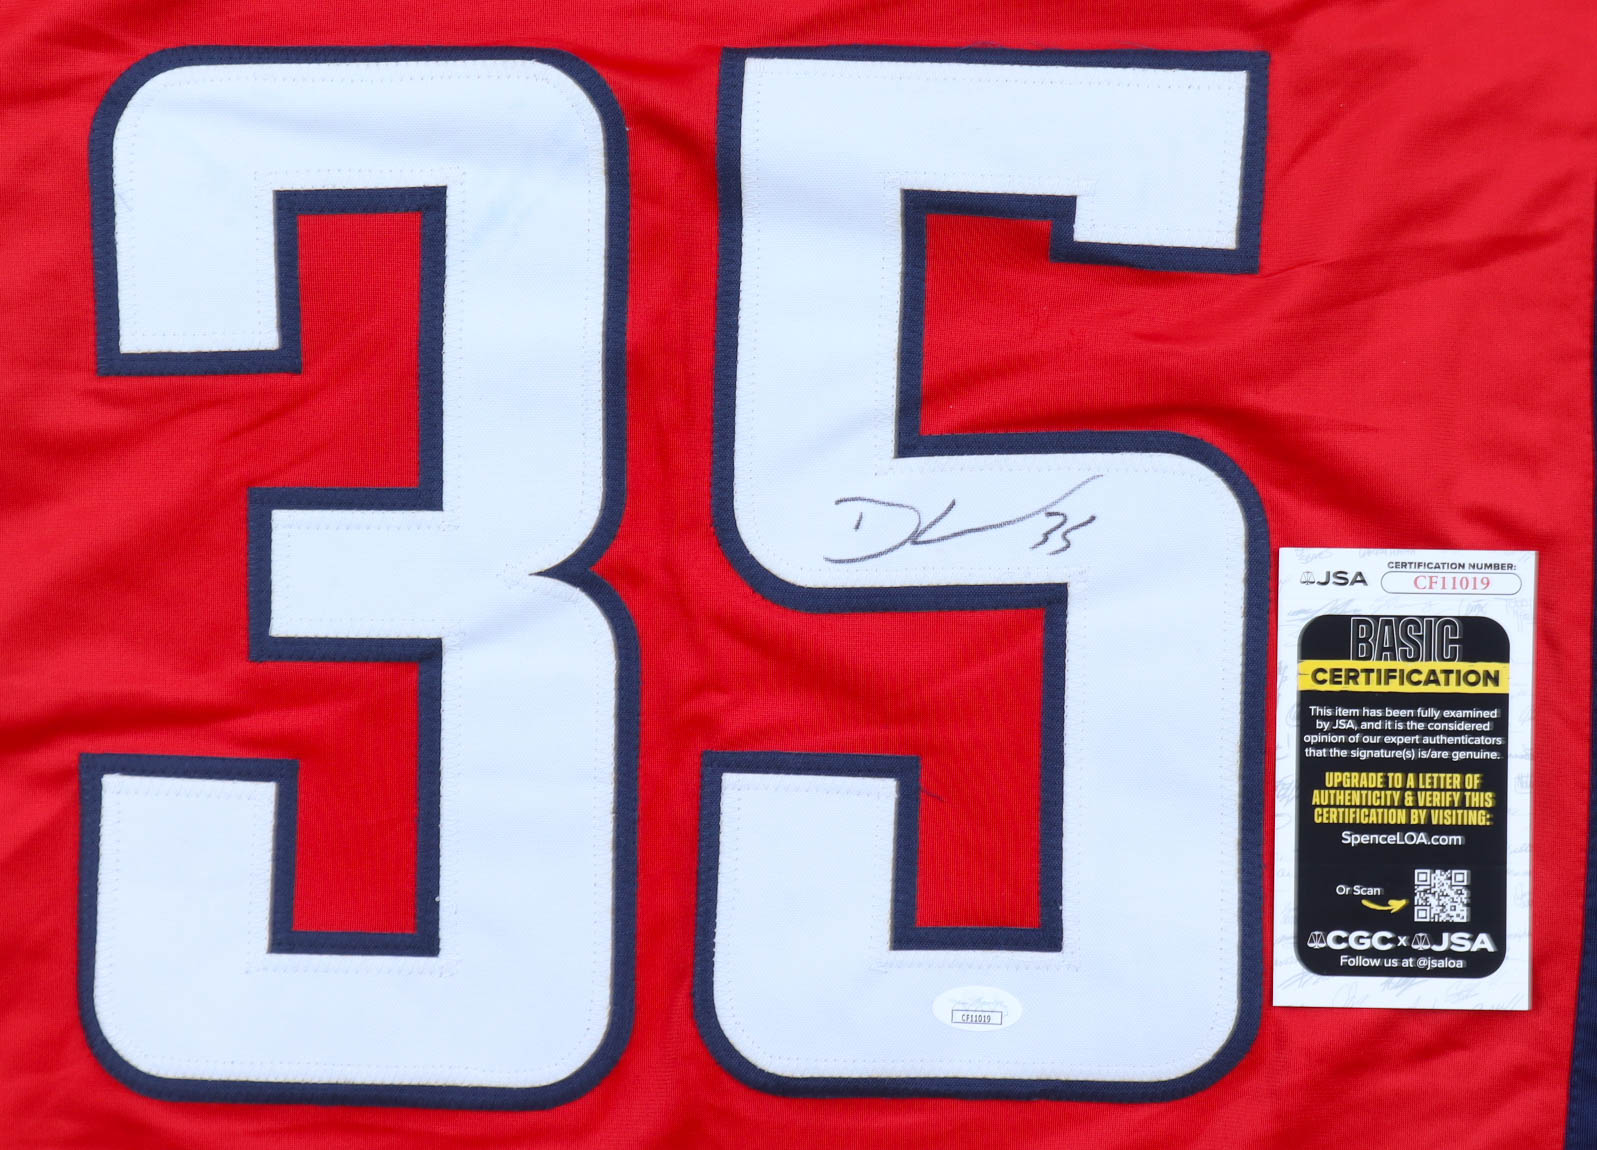 35
35
JSA
CERTIFICATION NUMBER:
CF11019
BASIC
CERTIFICATION
This item has been fully examined
by JSA, and it is the considered
opinion of our expert authenticators
that the signature(s) is/are genuine.
UPGRADE TO A LETTER OF
AUTHENTICITY & VERIFY THIS
CERTIFICATION BY VISITING:
SpenceLOA.com
Or Scan
CGC x JSA
Follow us at @jsaloa
CF11019